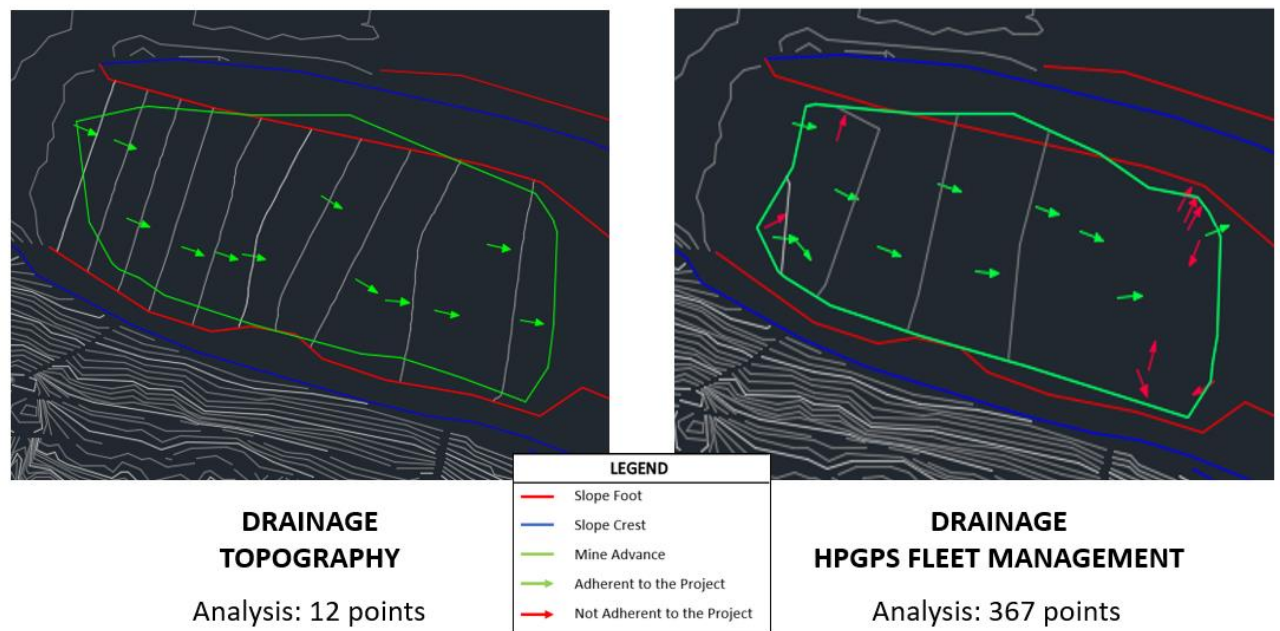 DRAINAGE
TOPOGRAPHY
Analysis: 12 points
LEGEND
Slope Foot
Slope Crest
Mine Advance
Adherent to the Project
Not Adherent to the Project
DRAINAGE
HPGPS FLEET MANAGEMENT
Analysis: 367 points